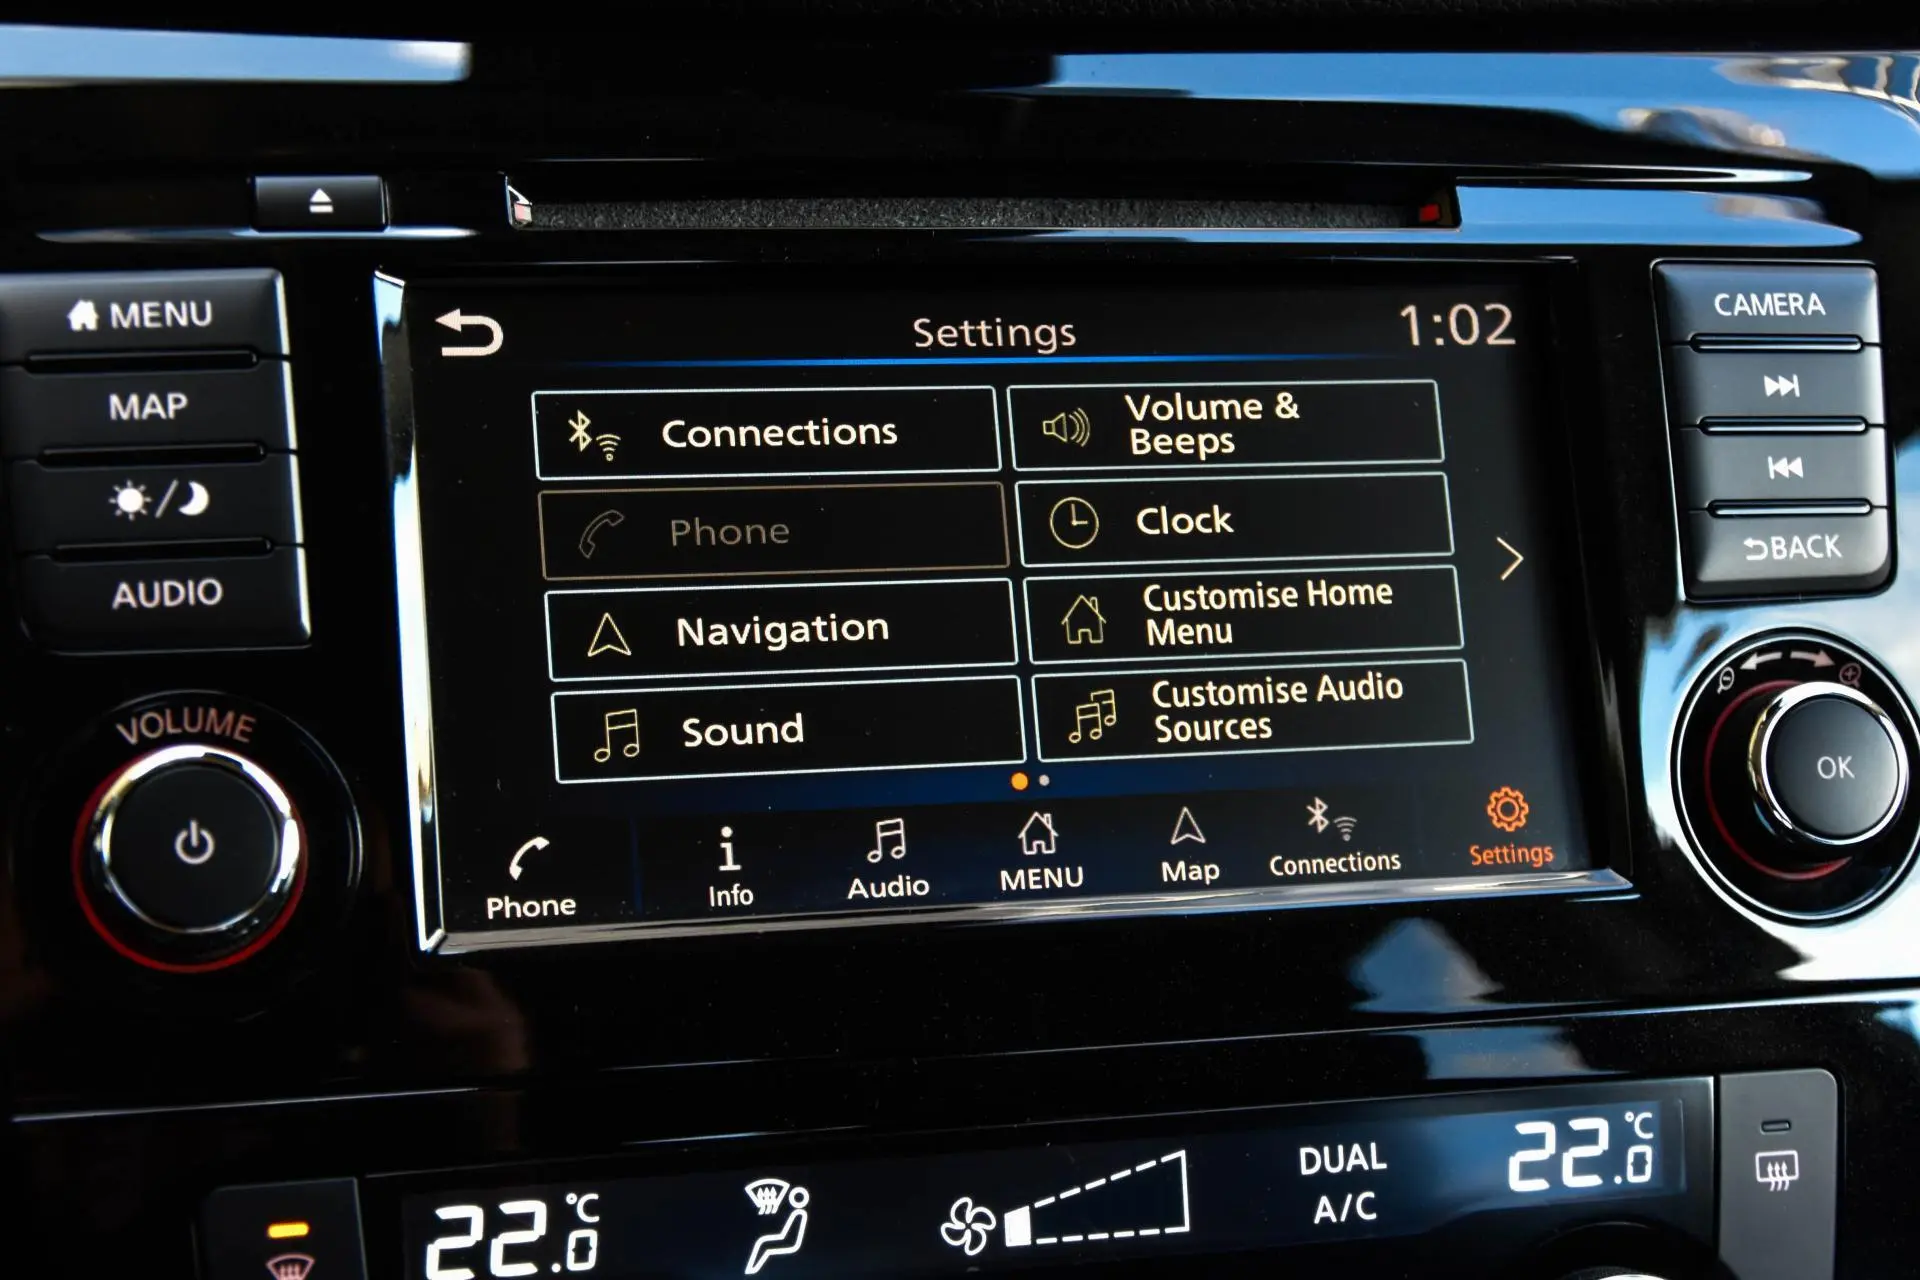 MENU
MAP
AUDIO
VOLUME
Settings
1:02
Connections
Volume &
Beeps
Phone
Clock
Navigation
Customise Home
Menu
Sound
Customise Audio
Sources
Phone
Info
Audio
MENU
Map
Connections
Settings
CAMERA
BACK
OK
22.0 °C
DUAL
A/C
22.0 °C